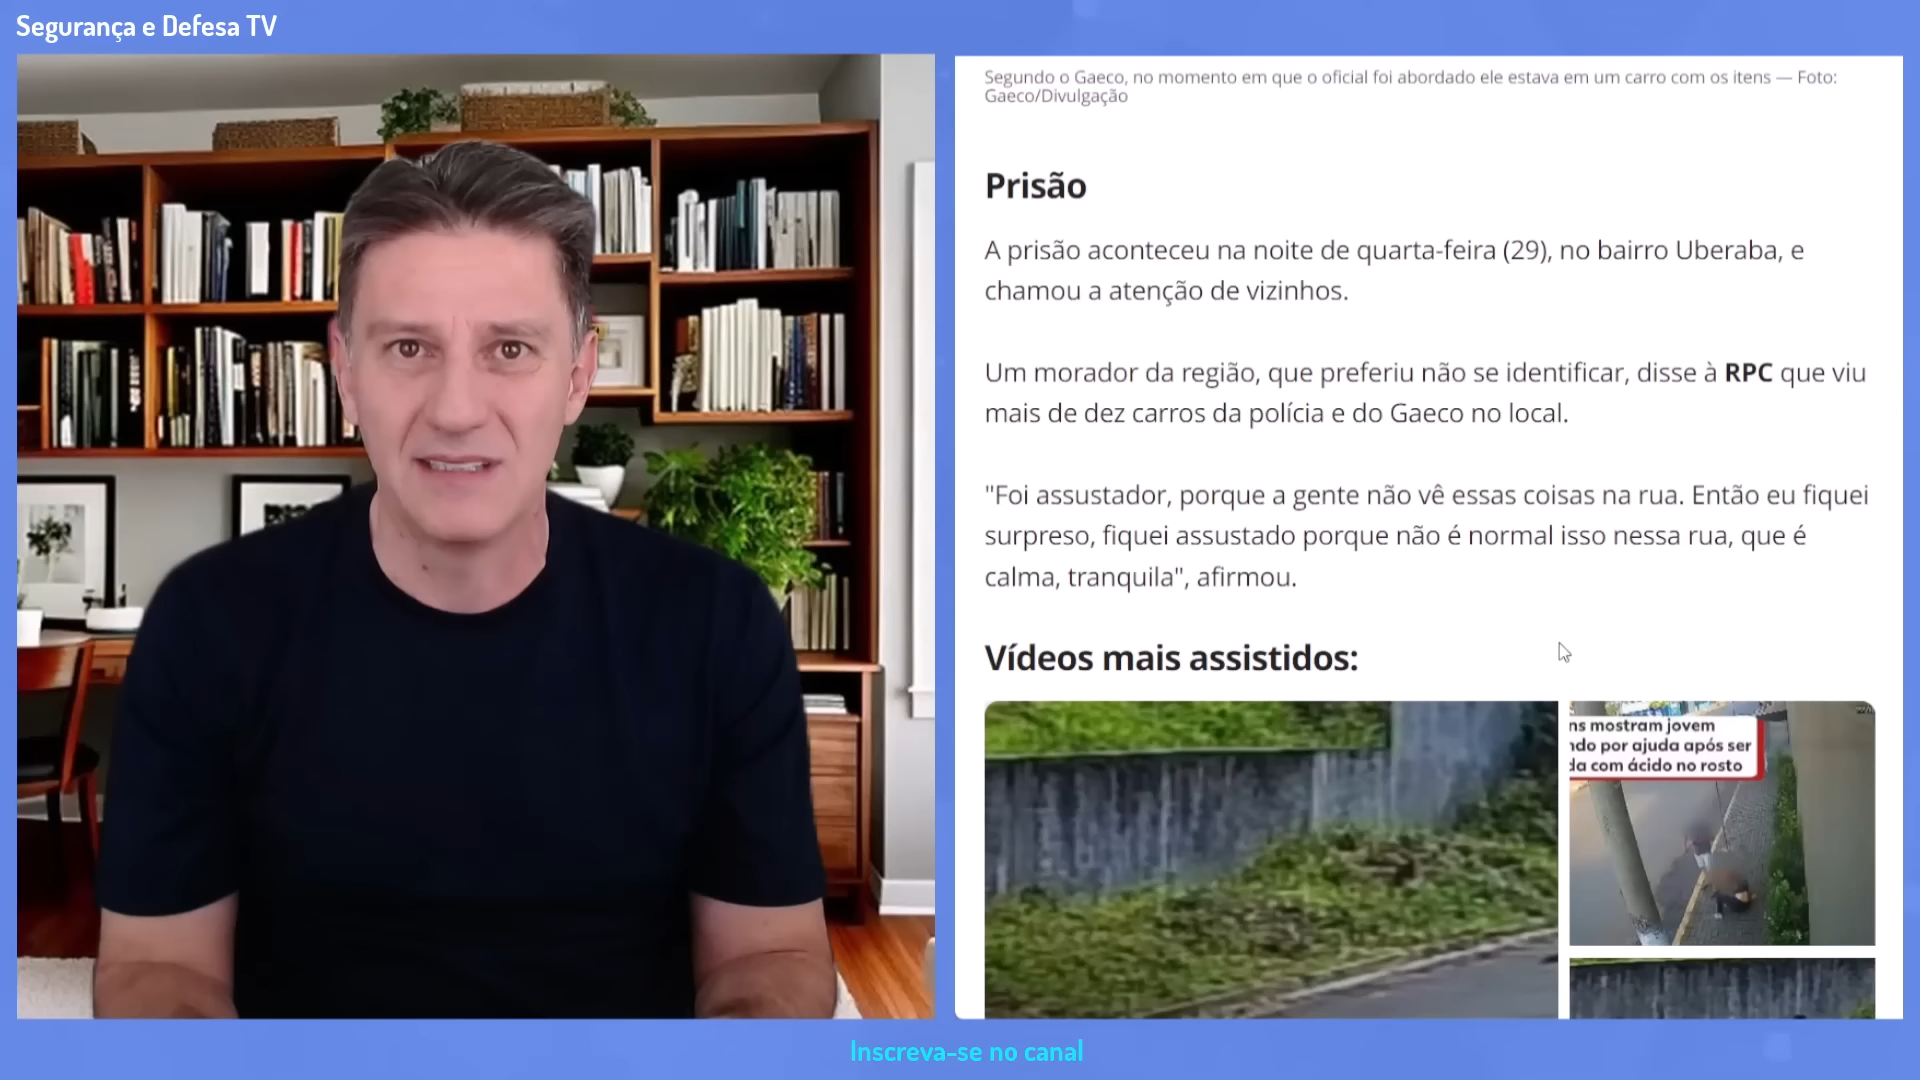 Segurança e Defesa TV
Segundo o Gaeco, no momento em que o oficial foi abordado ele estava em um carro com os itens — Foto:
Gaeco/Divulgação
Prisão
A prisão aconteceu na noite de quarta-feira (29), no bairro Uberaba, e
chamou a atenção de vizinhos.
Um morador da região, que preferiu não se identificar, disse à RPC que viu
mais de dez carros da polícia e do Gaeco no local.
"Foi assustador, porque a gente não vê essas coisas na rua. Então eu fiquei
surpreso, fiquei assustado porque não é normal isso nessa rua, que é
calma, tranquila", afirmou.
Vídeos mais assistidos:
ns mostram jovem
ndo por ajuda após ser
da com ácido no rosto
Inscreva-se no canal